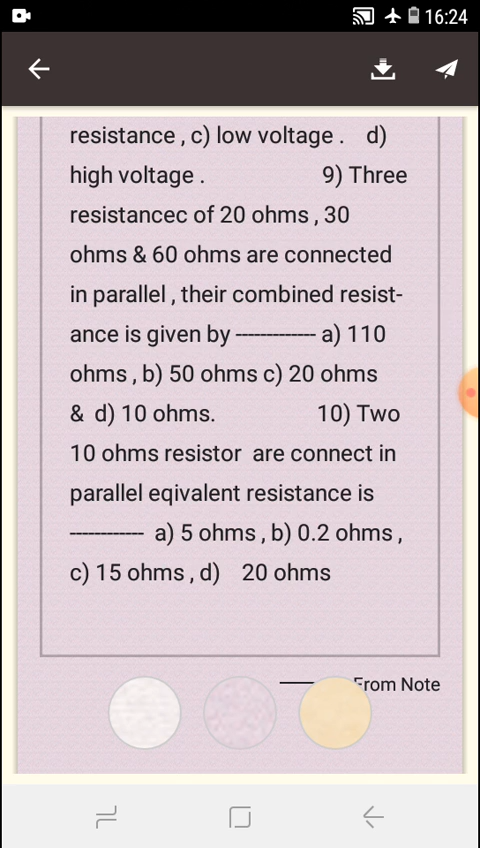 16:24
resistance , c) low voltage . d)
high voltage . 9) Three
resistancec of 20 ohms , 30
ohms & 60 ohms are connected
in parallel , their combined resist-
ance is given by ------------- a) 110
ohms , b) 50 ohms c) 20 ohms
& d) 10 ohms. 10) Two
10 ohms resistor are connect in
parallel eqivalent resistance is
------------ a) 5 ohms , b) 0.2 ohms ,
c) 15 ohms , d) 20 ohms
From Note